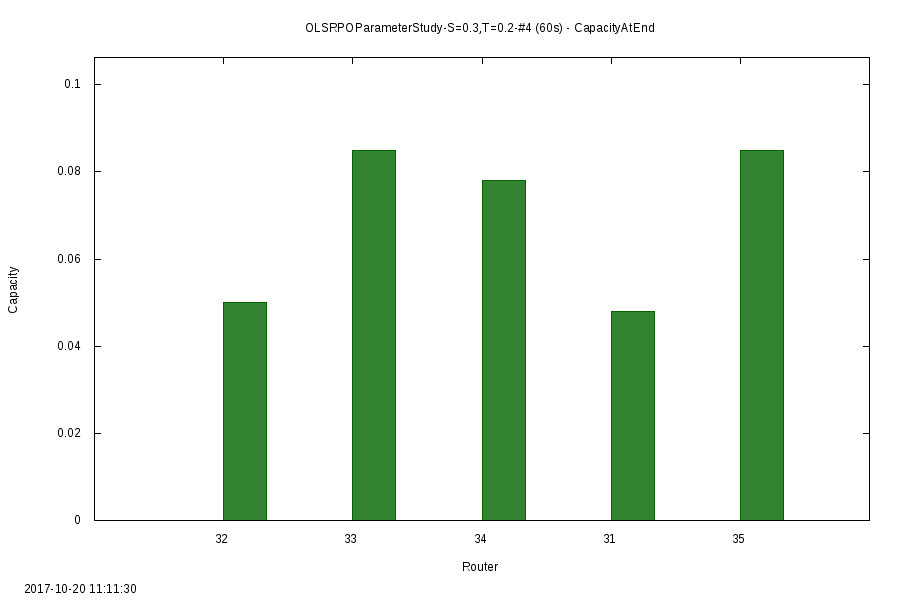 OLSRPOParameterStudy-S=0.3,T=0.2-#4 (60s) - CapacityAtEnd
0.1
0.08
0.06
0.04
0.02
0
Capacity
32 33 34 31 35
Router
2017-10-20 11:11:30